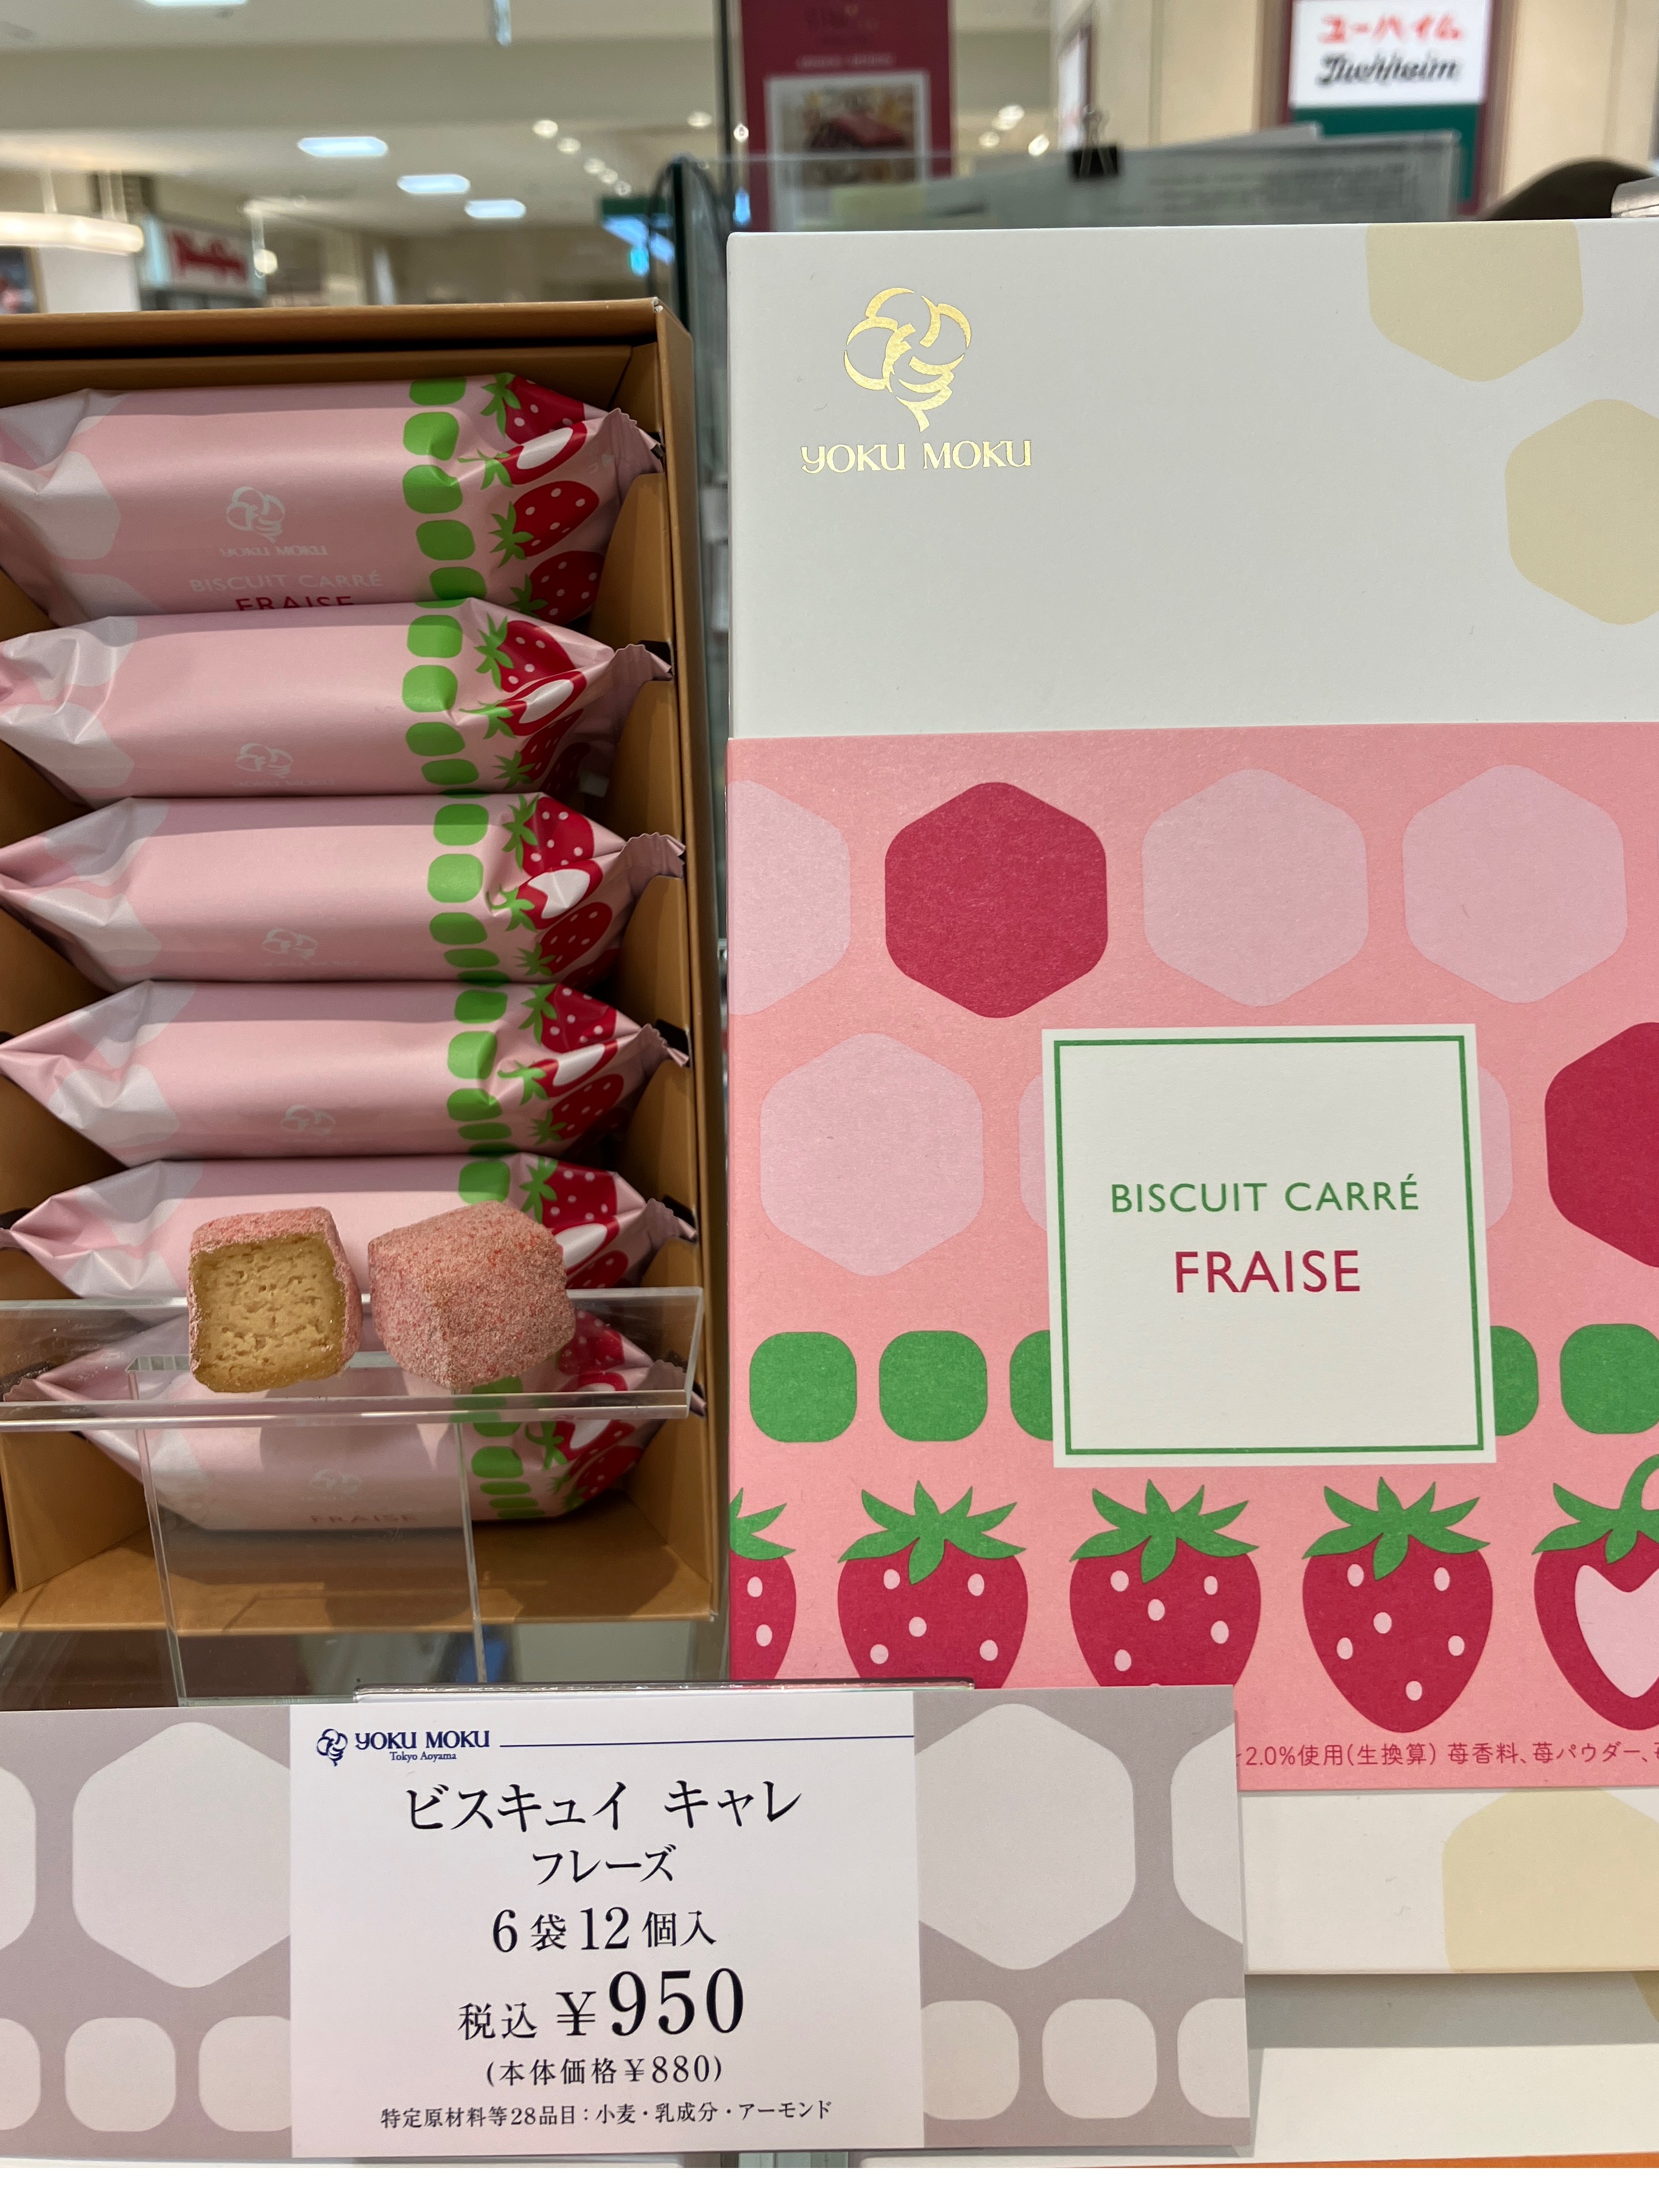 ユーハイム
Juchheim
YOKU MOKU
YOKU MOKU
BISCUIT CARRÉ
FRAISE
BISCUIT CARRÉ
FRAISE
FRAISE
2.0%使用(生換算) 苺香料、苺パウダー、
YOKU MOKU
Tokyo Aoyama
ビスキュイ キャレ
フレーズ
6袋12個入
税込 ¥950
(本体価格¥880)
特定原材料等28品目:小麦・乳成分・アーモンド